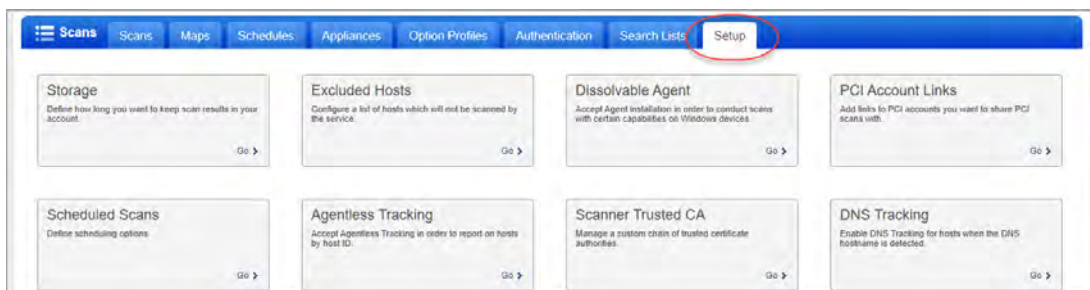 Scans Scans Maps Schedules Appliances Option Profiles Authentication Search Lists Setup
Storage
Define how long you want to keep scan results in your
account.
Go
Excluded Hosts
Configure a list of hosts which will not be scanned by
the service.
Go
Dissolvable Agent
Accept Agent installation in order to conduct scans
with certain capabilities on Windows devices.
Go
PCI Account Links
Add links to PCI accounts you want to share PCI
scans with.
Go
Scheduled Scans
Define scheduling options
Go
Agentless Tracking
Accept Agentless Tracking in order to report on hosts
by host ID.
Go
Scanner Trusted CA
Manage a custom chain of trusted certificate
authorities.
Go
DNS Tracking
Enable DNS Tracking for hosts when the DNS
hostname is detected.
Go